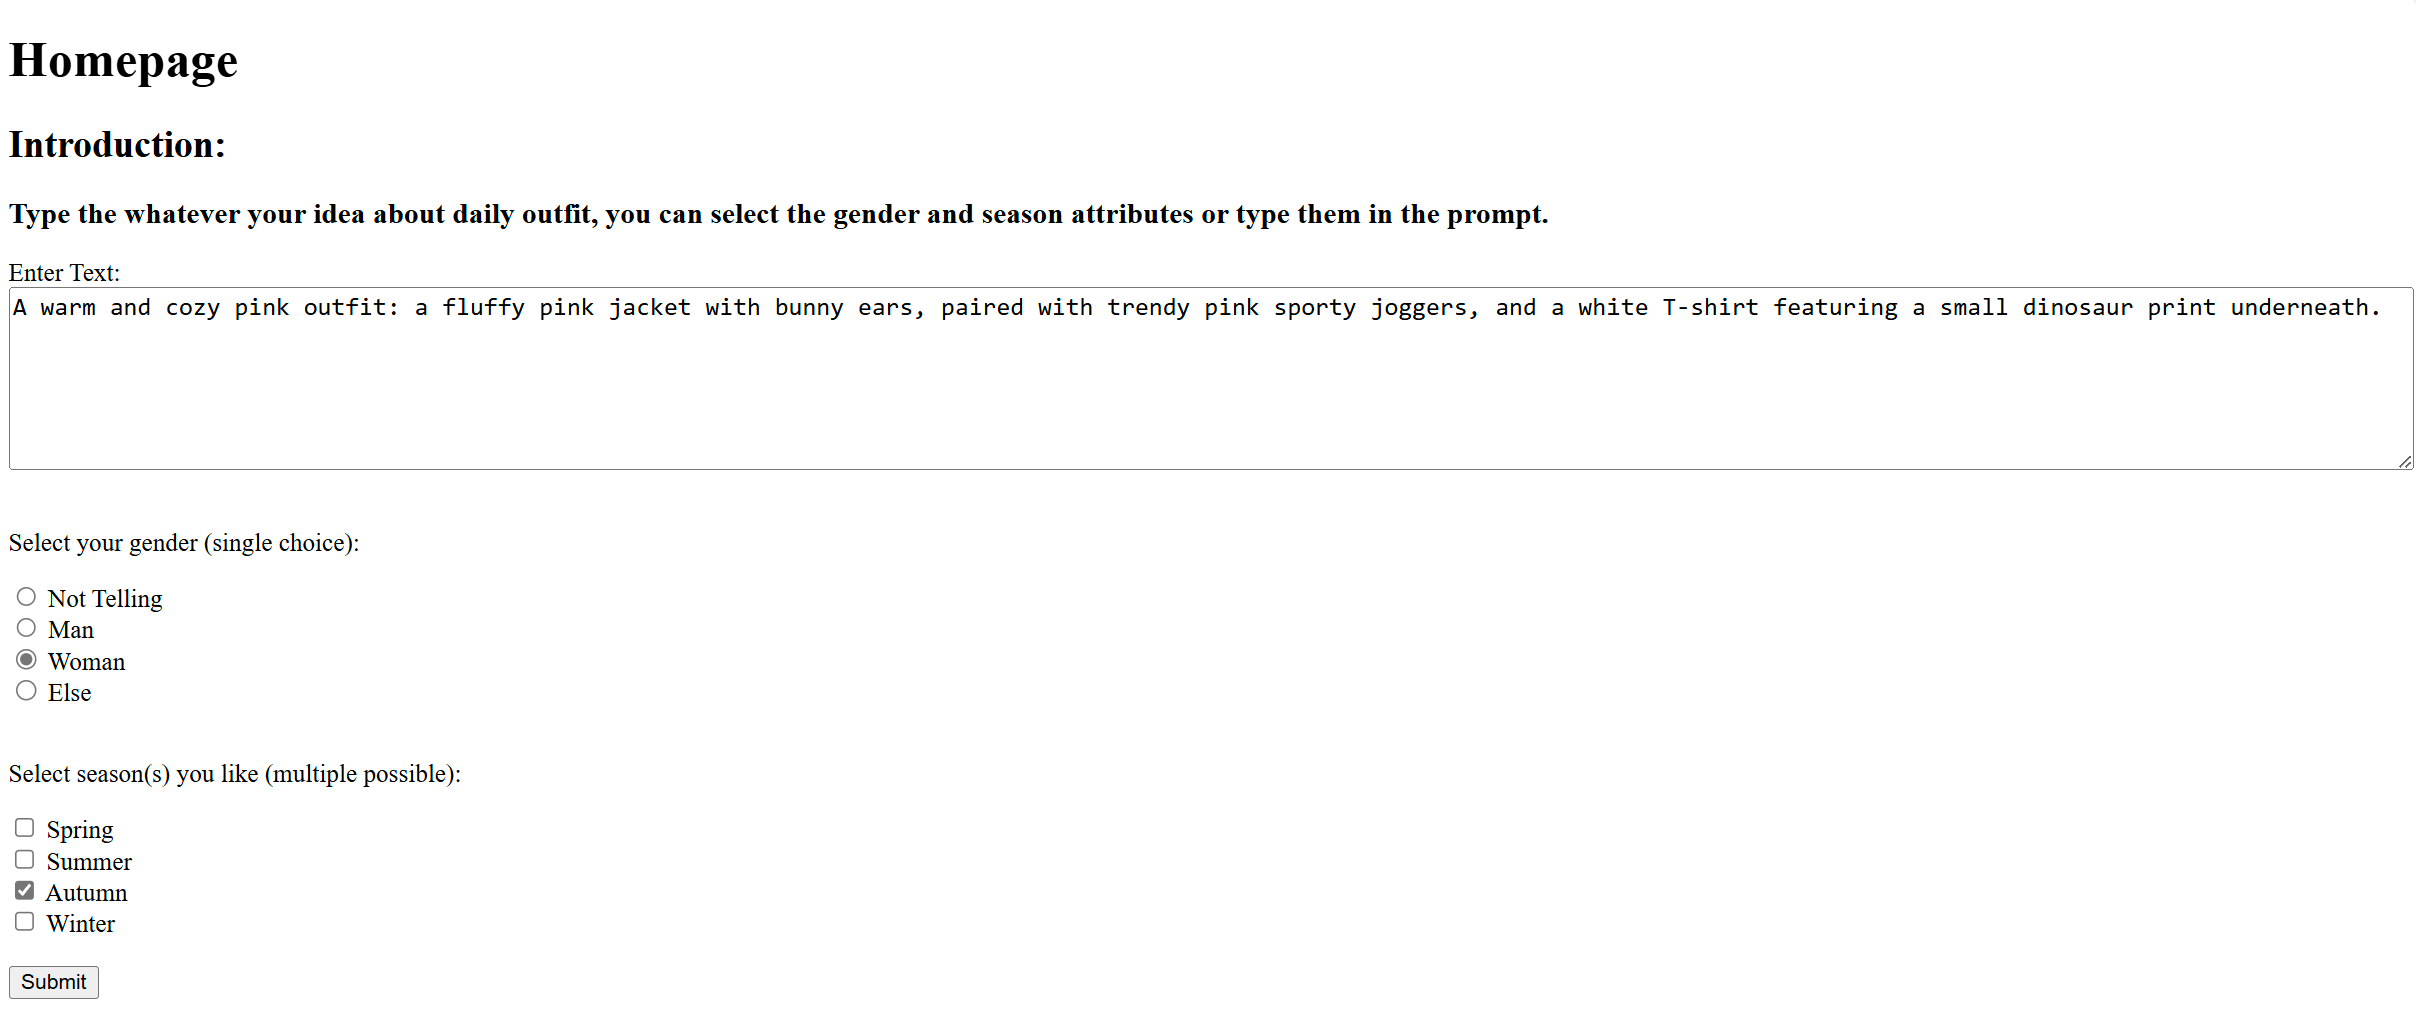 Homepage
Introduction:
Type the whatever your idea about daily outfit, you can select the gender and season attributes or type them in the prompt.
Enter Text:
A warm and cozy pink outfit: a fluffy pink jacket with bunny ears, paired with trendy pink sporty joggers, and a white T-shirt featuring a small dinosaur print underneath.
Select your gender (single choice):
Not Telling
Man
Woman
Else
Select season(s) you like (multiple possible):
Spring
Summer
Autumn
Winter
Submit